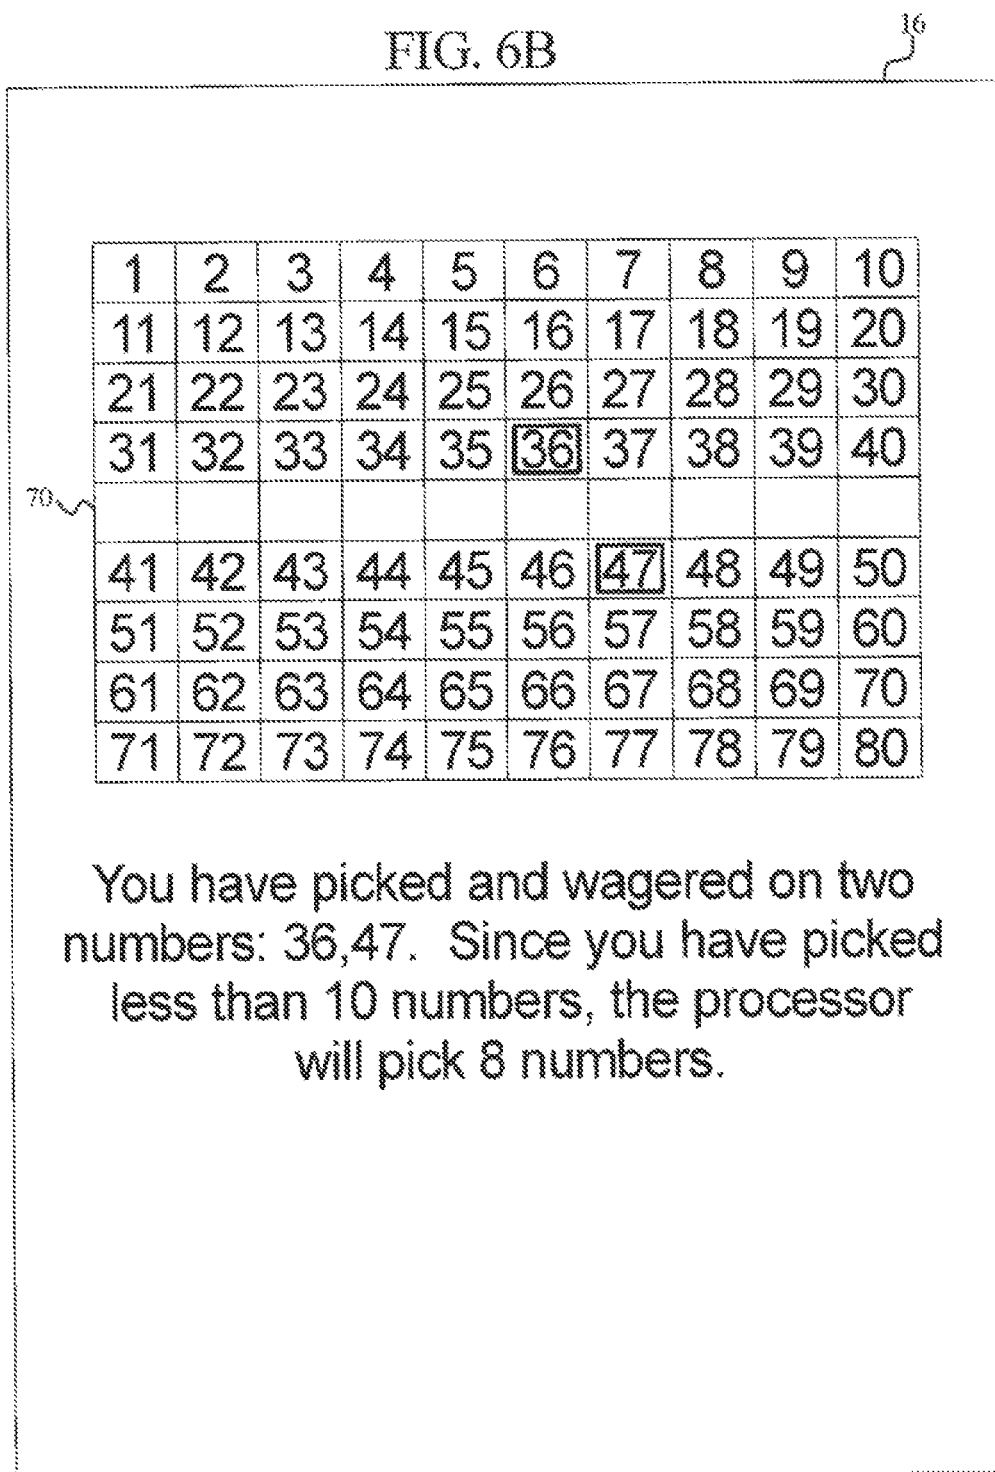 FIG. 6B
16
1 2 3 4 5 6 7 8 9 10
11 12 13 14 15 16 17 18 19 20
21 22 23 24 25 26 27 28 29 30
31 32 33 34 35 36 37 38 39 40
70
41 42 43 44 45 46 47 48 49 50
51 52 53 54 55 56 57 58 59 60
61 62 63 64 65 66 67 68 69 70
71 72 73 74 75 76 77 78 79 80
You have picked and wagered on two
numbers: 36,47.  Since you have picked
less than 10 numbers, the processor
will pick 8 numbers.